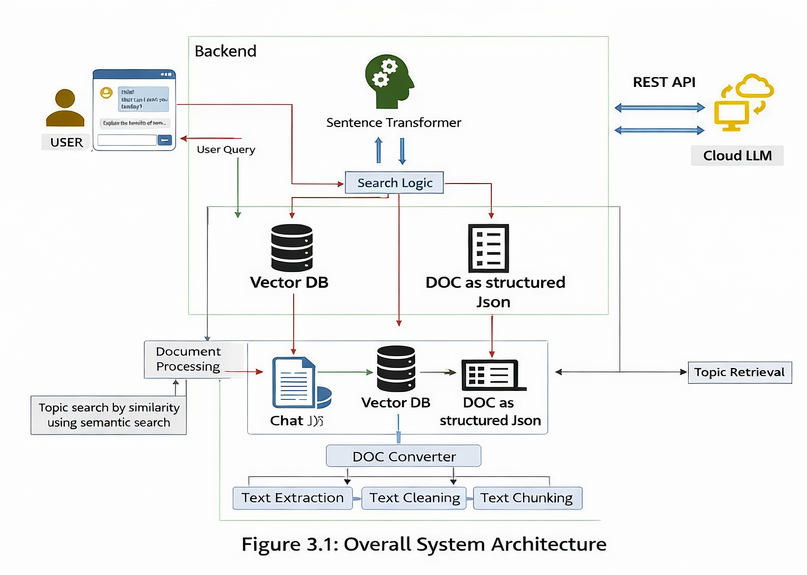 Backend
Sentence Transformer
REST API
Cloud LLM
USER
User Query
Search Logic
Vector DB
DOC as structured
Json
Document
Processing
Topic search by similarity
using semantic search
Chat
Vector DB
DOC as
structured Json
Topic Retrieval
DOC Converter
Text Extraction
Text Cleaning
Text Chunking
Figure 3.1: Overall System Architecture